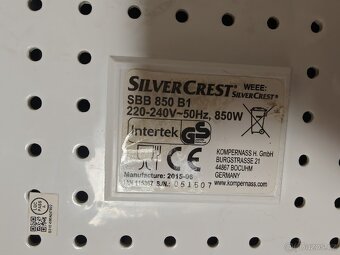 SILVERCREST
WEEE: SILVERCREST
SBB 850 B1
220-240V~50Hz, 850W
Intertek GS
CE
KOMPERNASS H. GmbH
BURGSTRASSE 21
44867 BOCHUM
GERMANY
www.kompernass.com
Manufacture: 2015-06
S./N.: 051607